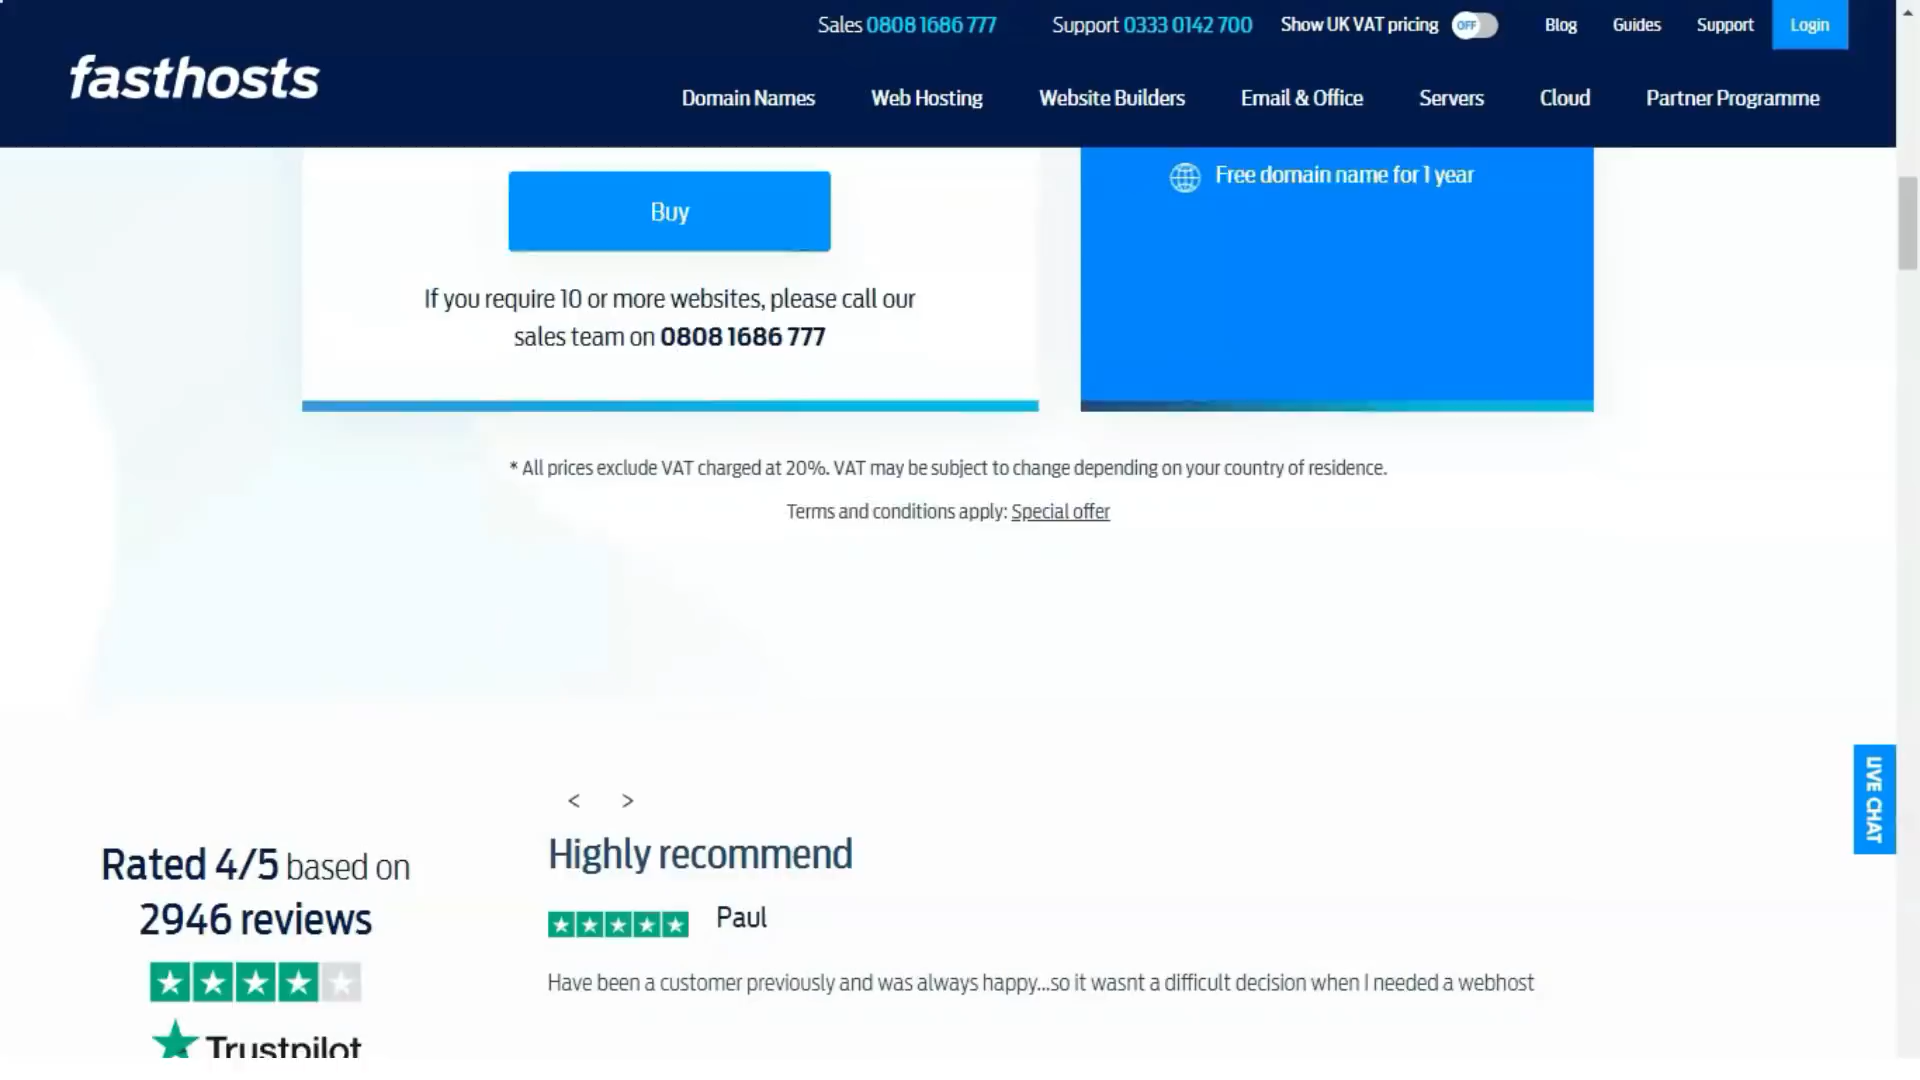 Sales 0808 1686 777 Support 0333 0142 700 Show UK VAT pricing OFF Blog Guides Support Login
fasthosts
Domain Names Web Hosting Website Builders Email & Office Servers Cloud Partner Programme
Free domain name for 1 year
Buy
If you require 10 or more websites, please call our
sales team on 0808 1686 777
* All prices exclude VAT charged at 20%. VAT may be subject to change depending on your country of residence.
Terms and conditions apply: Special offer
LIVE CHAT
< >
Rated 4/5 based on
2946 reviews
Trustpilot
Highly recommend
Paul
Have been a customer previously and was always happy...so it wasnt a difficult decision when I needed a webhost